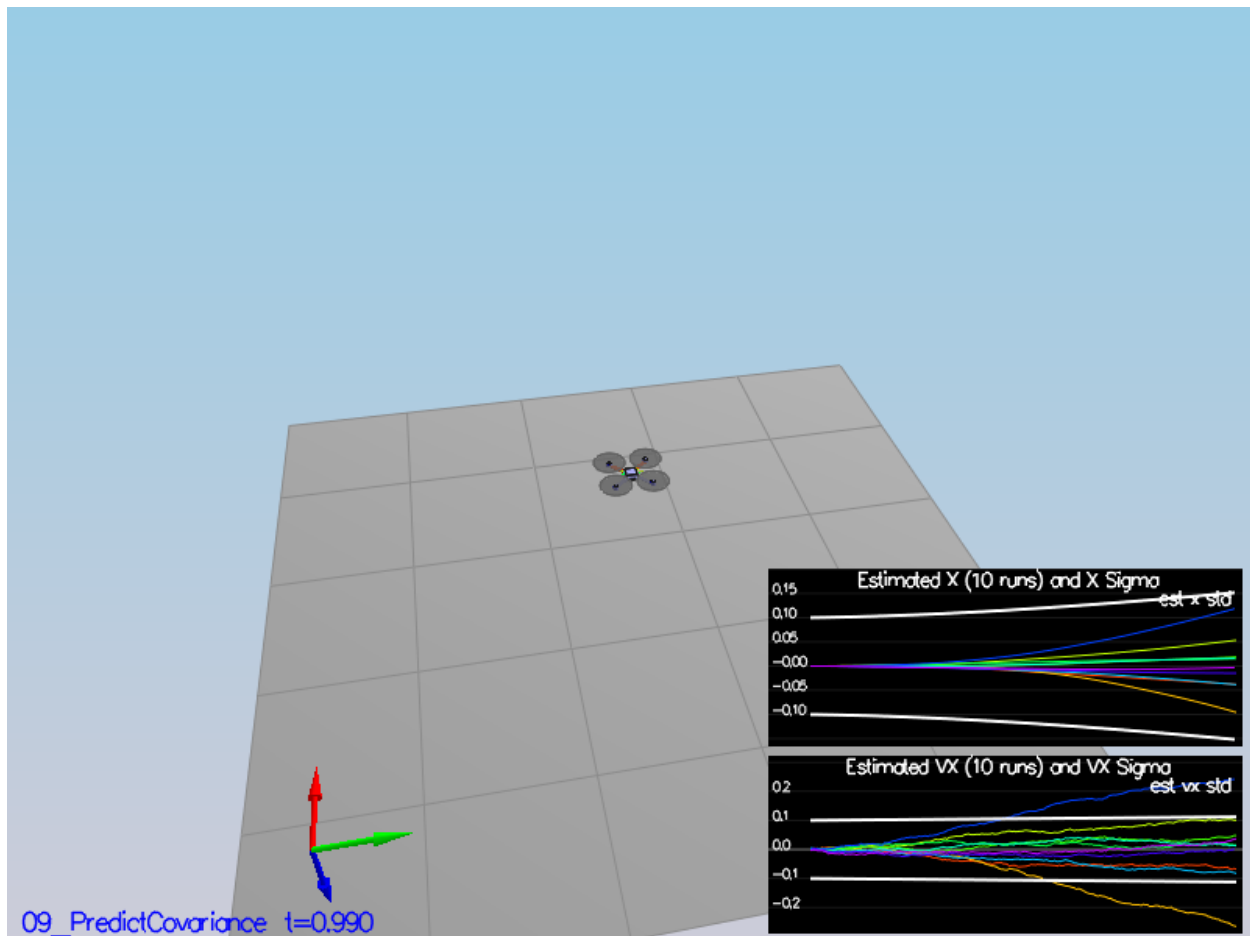 Estimated X (10 runs) and X Sigma
est x std
0.15
0.10
0.05
-0.00
-0.05
-0.10
Estimated VX (10 runs) and VX Sigma
est vx std
0.2
0.1
0.0
-0.1
-0.2
09_PredictCovariance t=0.990